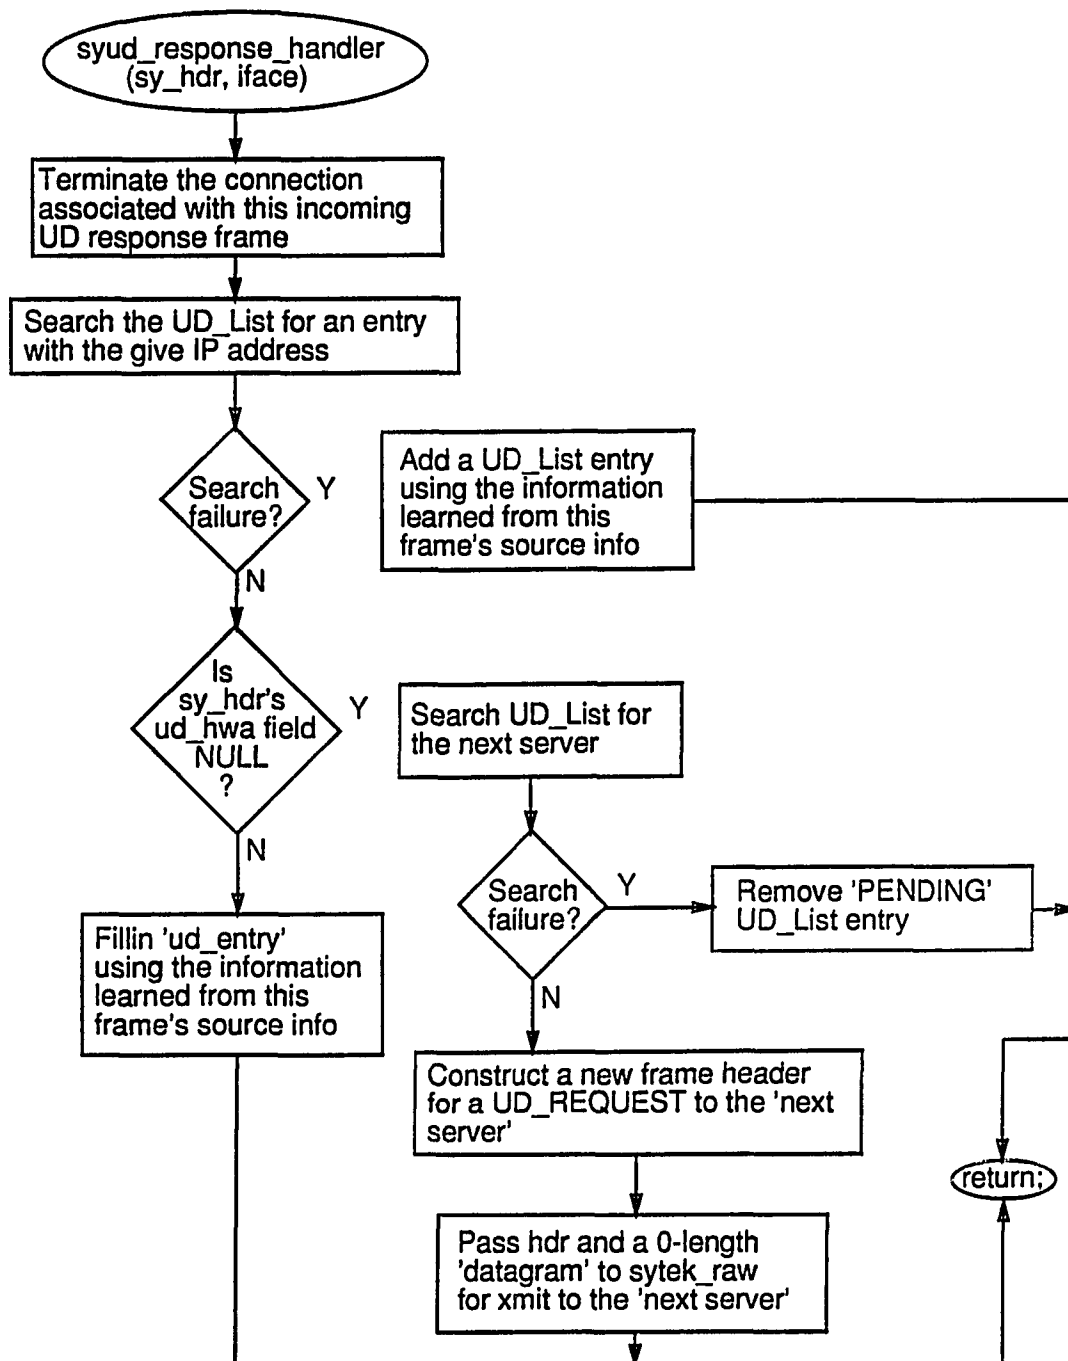 syud_response_handler
(sy_hdr, iface)
Terminate the connection
associated with this incoming
UD response frame
Search the UD_List for an entry
with the give IP address
Search
failure?
Y
Add a UD_List entry
using the information
learned from this
frame's source info
N
Is
sy_hdr's
ud_hwa field
NULL
?
Y
Search UD_List for
the next server
N
Search
failure?
Y
Remove 'PENDING'
UD_List entry
Fillin 'ud_entry'
using the information
learned from this
frame's source info
N
Construct a new frame header
for a UD_REQUEST to the 'next
server'
return;
Pass hdr and a 0-length
'datagram' to sytek_raw
for xmit to the 'next server'